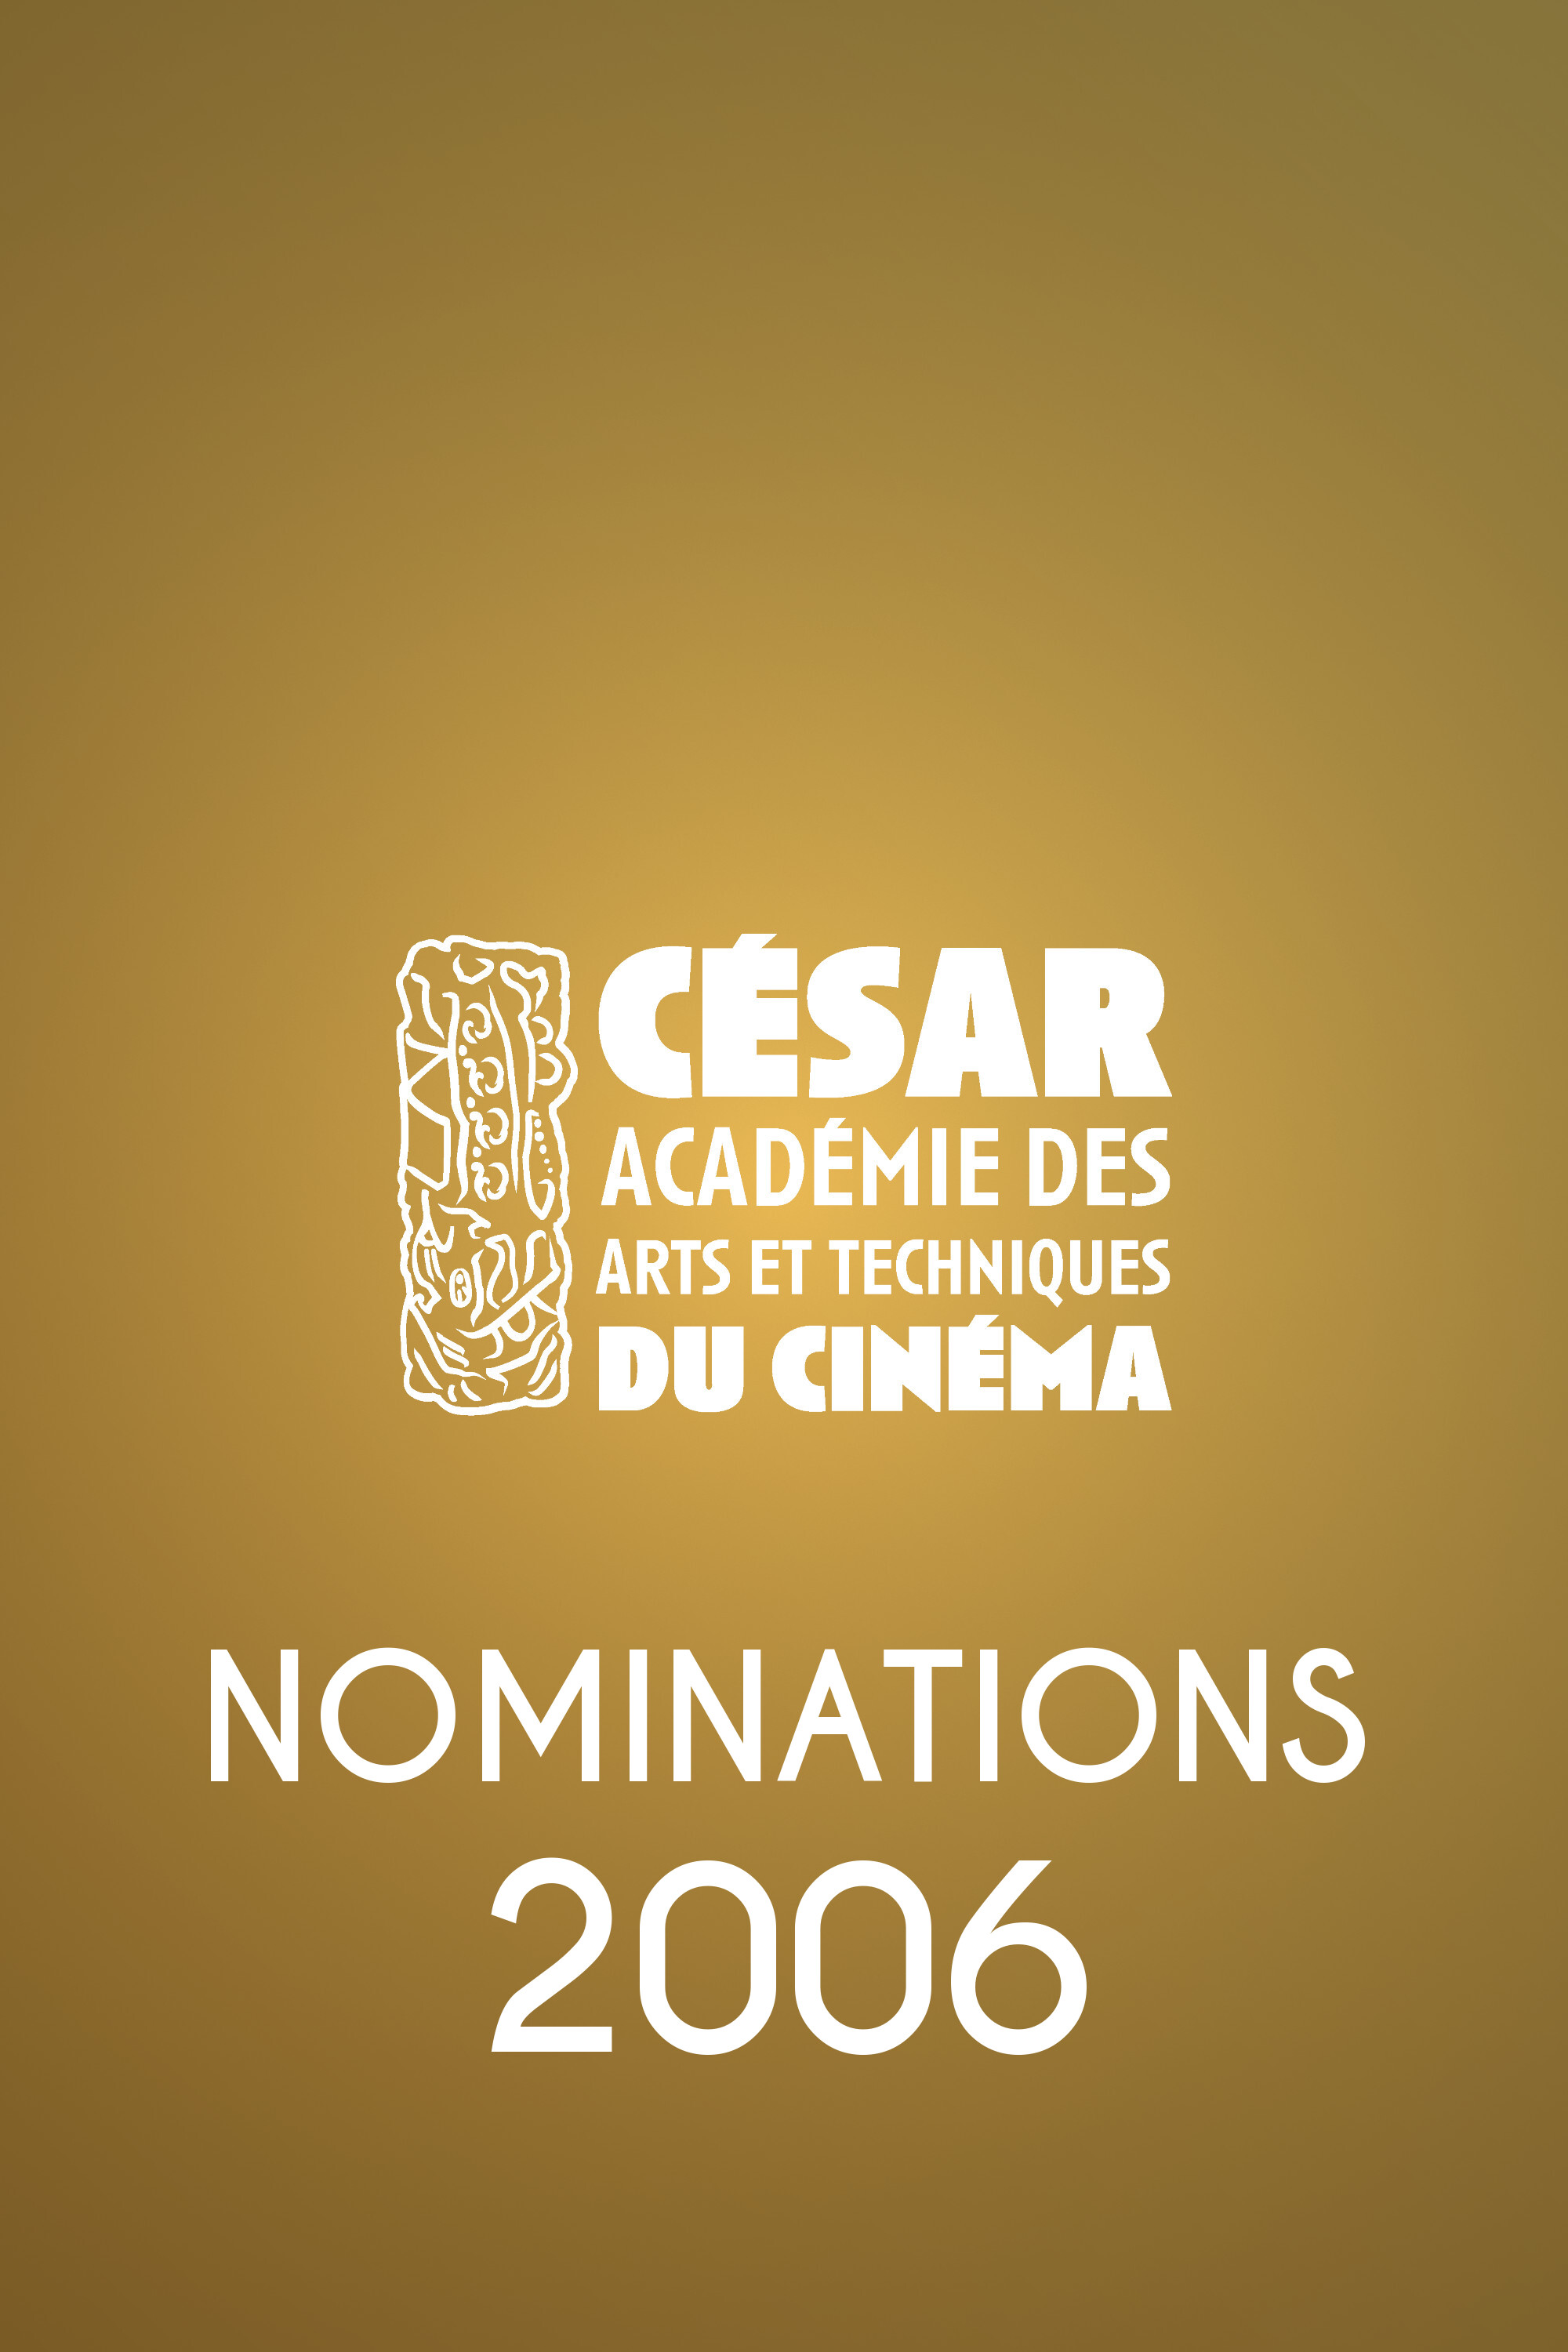 CÉSAR
ACADÉMIE DES
ARTS ET TECHNIQUES
DU CINÉMA
NOMINATIONS
2006